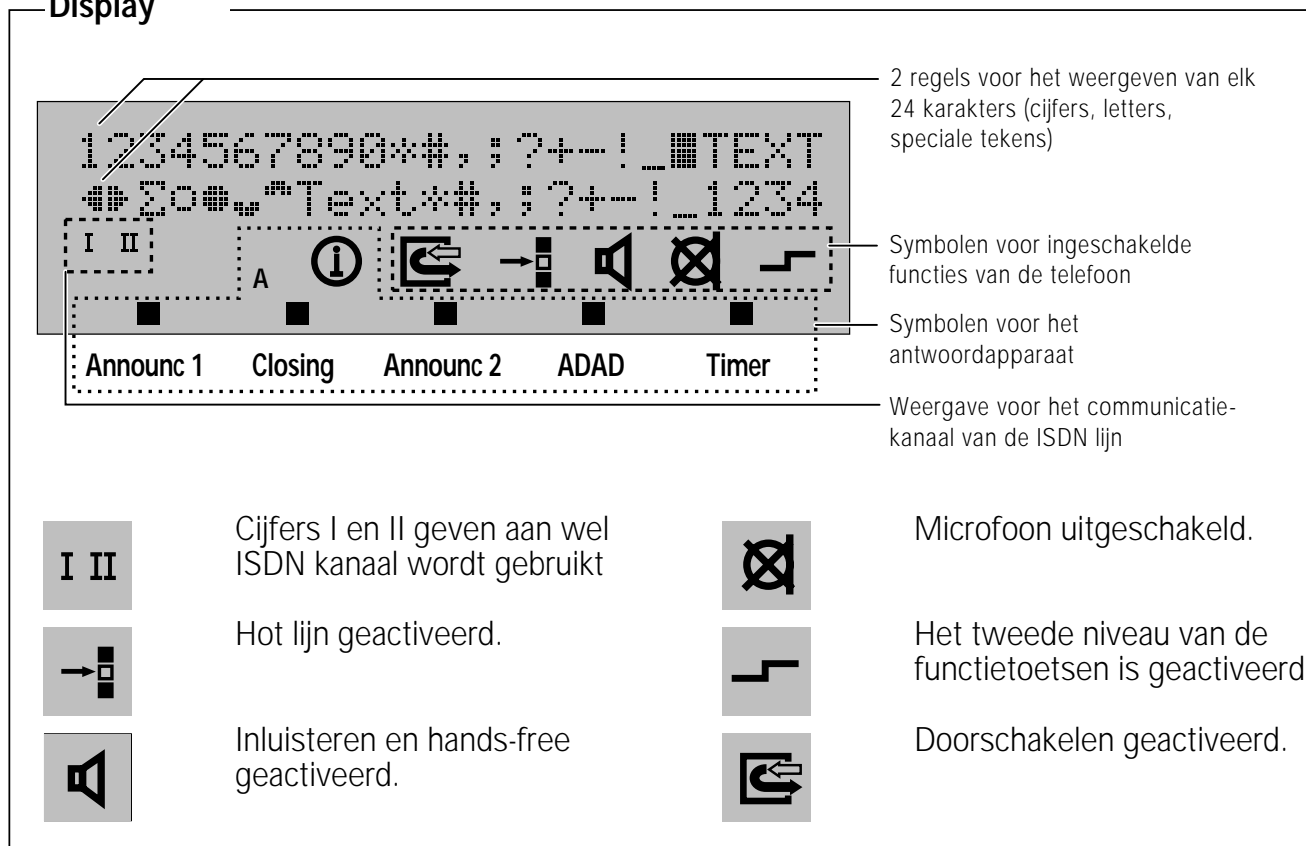 Display
2 regels voor het weergeven van elk
24 karakters (cijfers, letters,
speciale tekens)
1234567890*#,;?+-!_TEXT
Σ Text*#,;?+-!_1234
I II
A
Symbolen voor ingeschakelde
functies van de telefoon
Symbolen voor het
antwoordapparaat
Announc 1 Closing Announc 2 ADAD Timer
Weergave voor het communicatie-
kanaal van de ISDN lijn
I II
Cijfers I en II geven aan wel
ISDN kanaal wordt gebruikt
Hot lijn geactiveerd.
Inluisteren en hands-free
geactiveerd.
Microfoon uitgeschakeld.
Het tweede niveau van de
functietoetsen is geactiveerd
Doorschakelen geactiveerd.